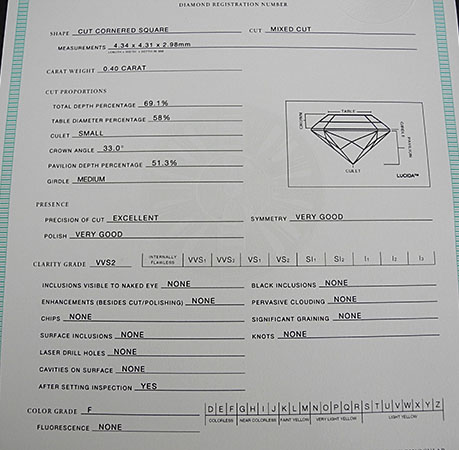 DIAMOND REGISTRATION NUMBER
SHAPE CUT CORNERED SQUARE CUT MIXED CUT
MEASUREMENTS 4.34 x 4.31 x 2.98mm
CARAT WEIGHT 0.40 CARAT
CUT PROPORTIONS
TOTAL DEPTH PERCENTAGE 69.1%
TABLE DIAMETER PERCENTAGE 58%
CULET SMALL
CROWN ANGLE 33.0°
PAVILION DEPTH PERCENTAGE 51.3%
GIRDLE MEDIUM
TABLE
CROWN
GIRDLE
PAVILION
CULET
LUCIDA™
PRESENCE
PRECISION OF CUT EXCELLENT SYMMETRY VERY GOOD
POLISH VERY GOOD
CLARITY GRADE VVS2 INTERNALLY FLAWLESS VVS1 VVS2 VS1 VS2 SI1 SI2 I1 I2 I3
INCLUSIONS VISIBLE TO NAKED EYE NONE BLACK INCLUSIONS NONE
ENHANCEMENTS (BESIDES CUT/POLISHING) NONE PERVASIVE CLOUDING NONE
CHIPS NONE SIGNIFICANT GRAINING NONE
SURFACE INCLUSIONS NONE KNOTS NONE
LASER DRILL HOLES NONE
CAVITIES ON SURFACE NONE
AFTER SETTING INSPECTION YES
COLOR GRADE F D E F G H I J K L M N O P Q R S T U V W X Y Z
COLORLESS NEAR COLORLESS FAINT YELLOW VERY LIGHT YELLOW LIGHT YELLOW
FLUORESCENCE NONE